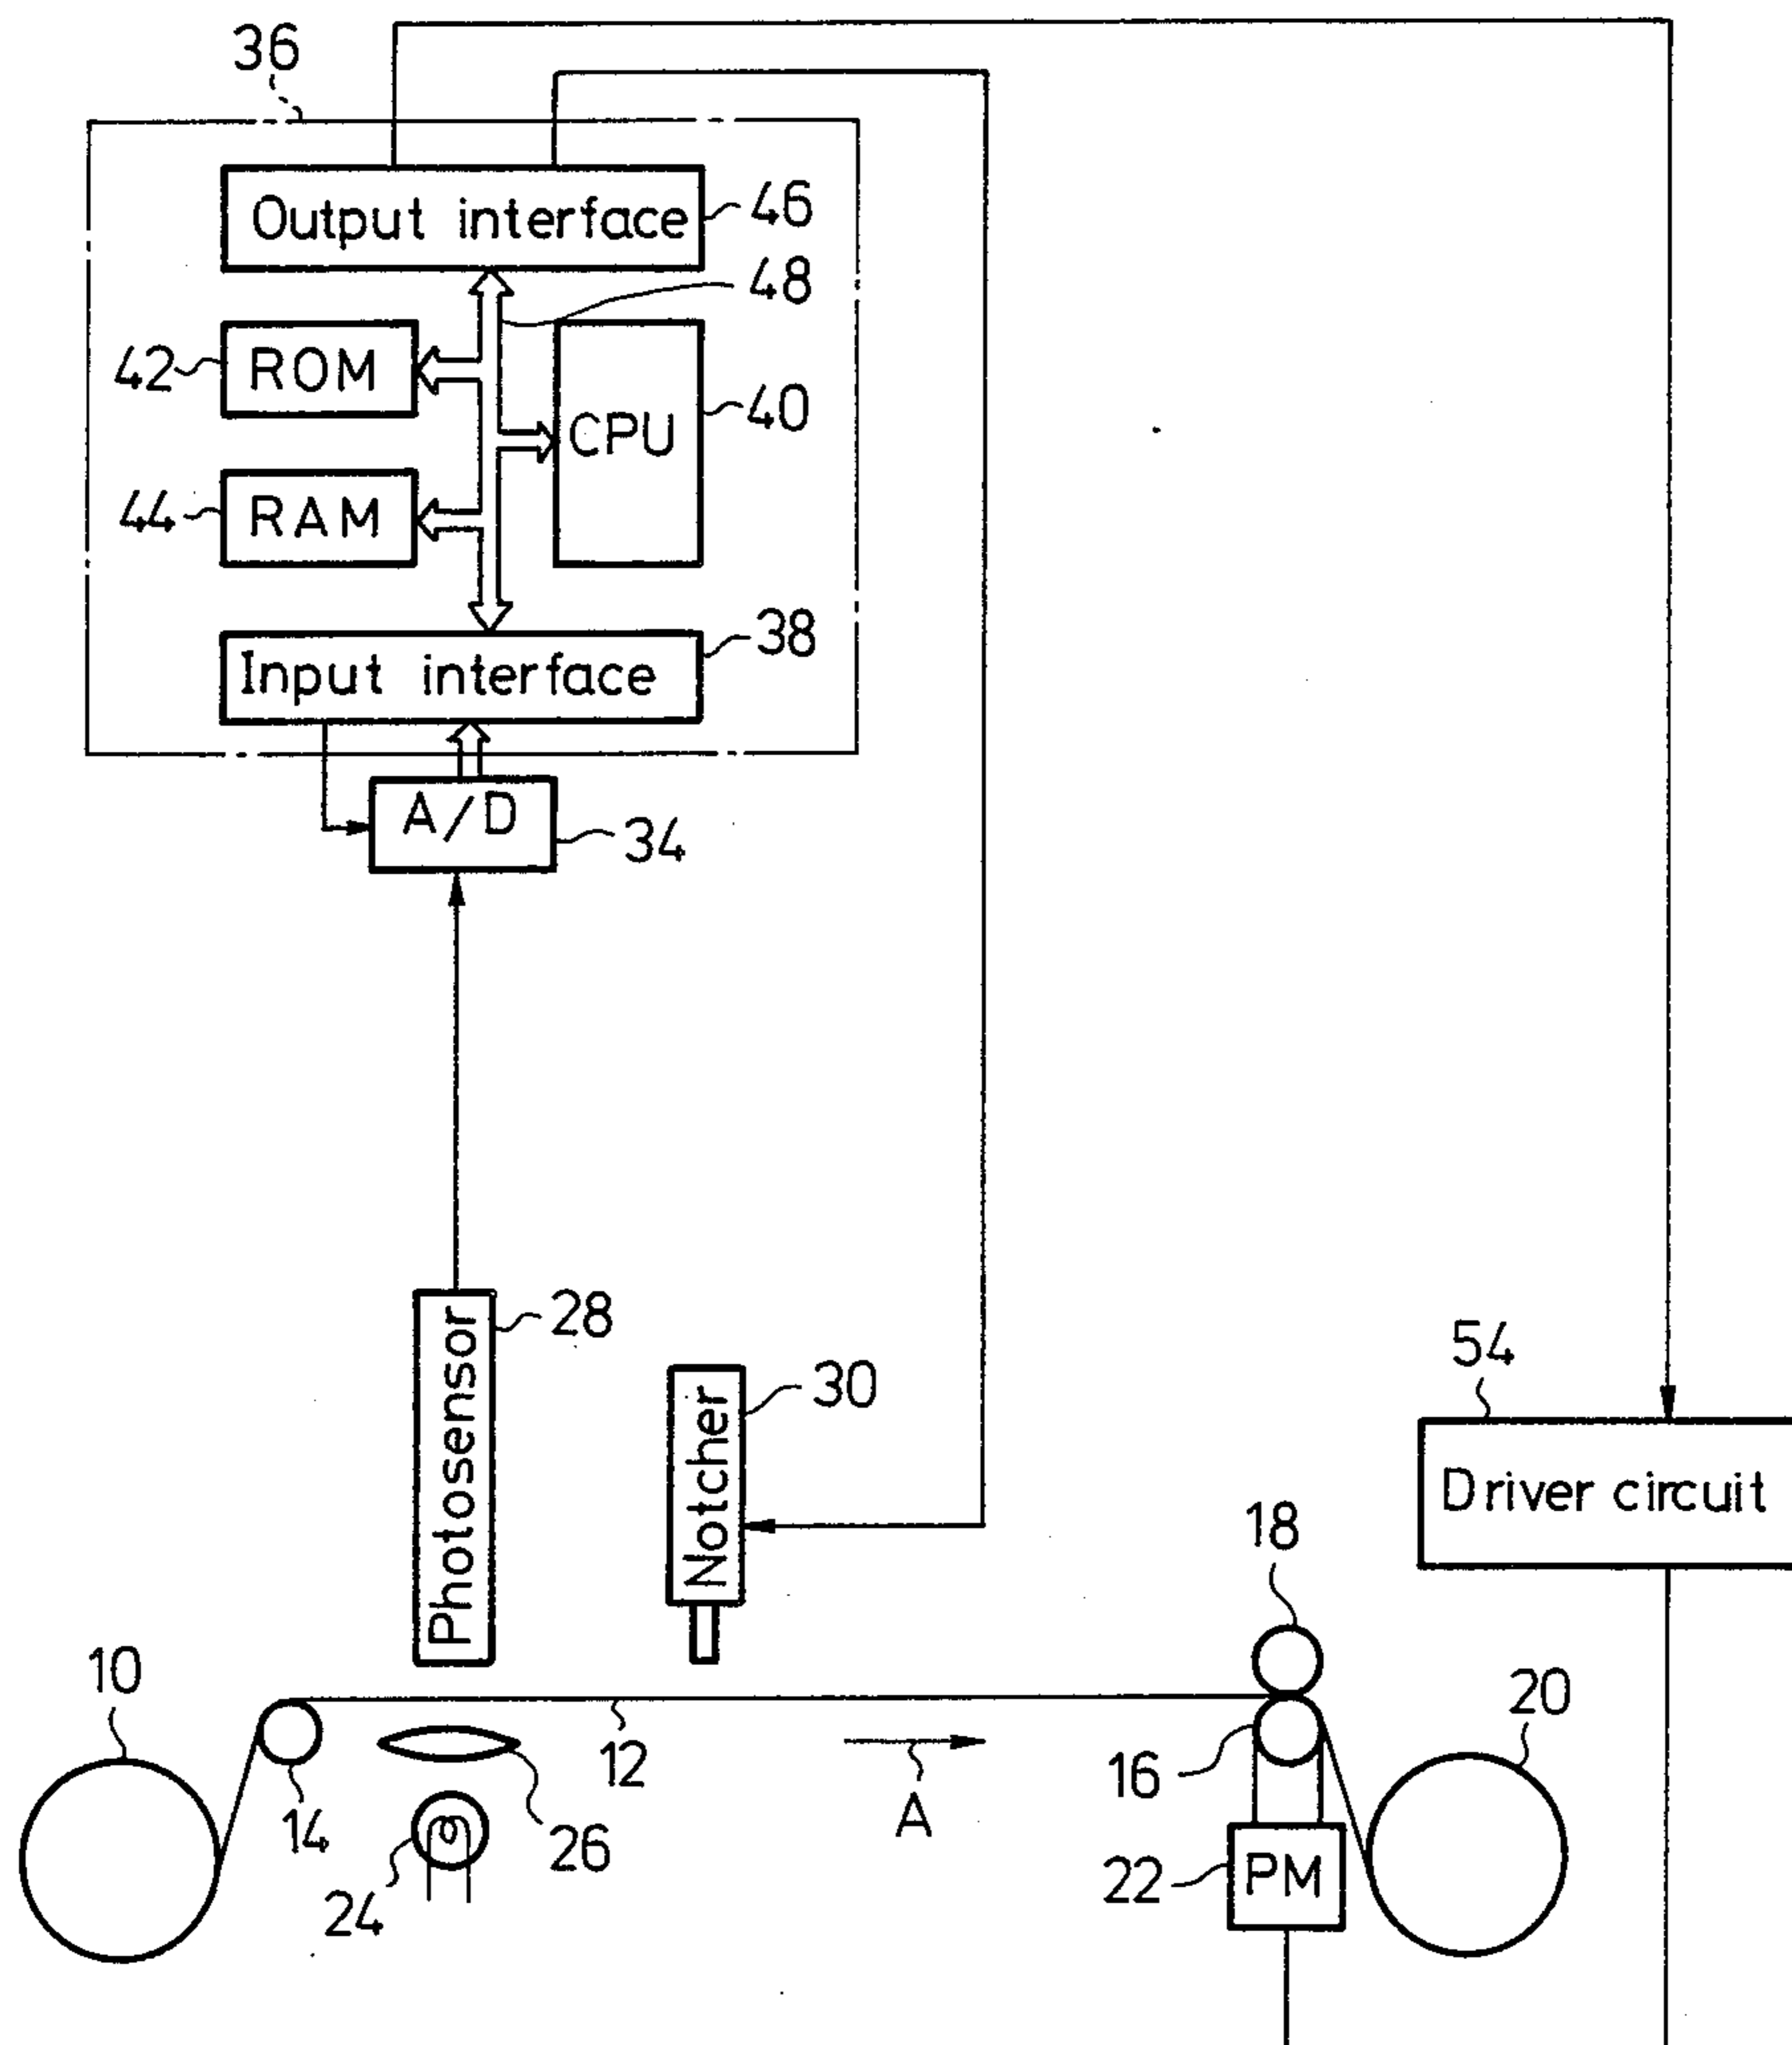 36
Output interface
46
48
42
ROM
40
CPU
44
RAM
38
Input interface
A/D
34
28
Photosensor
30
Notcher
54
Driver circuit
18
10
20
12
16
14
A
26
24
22
PM